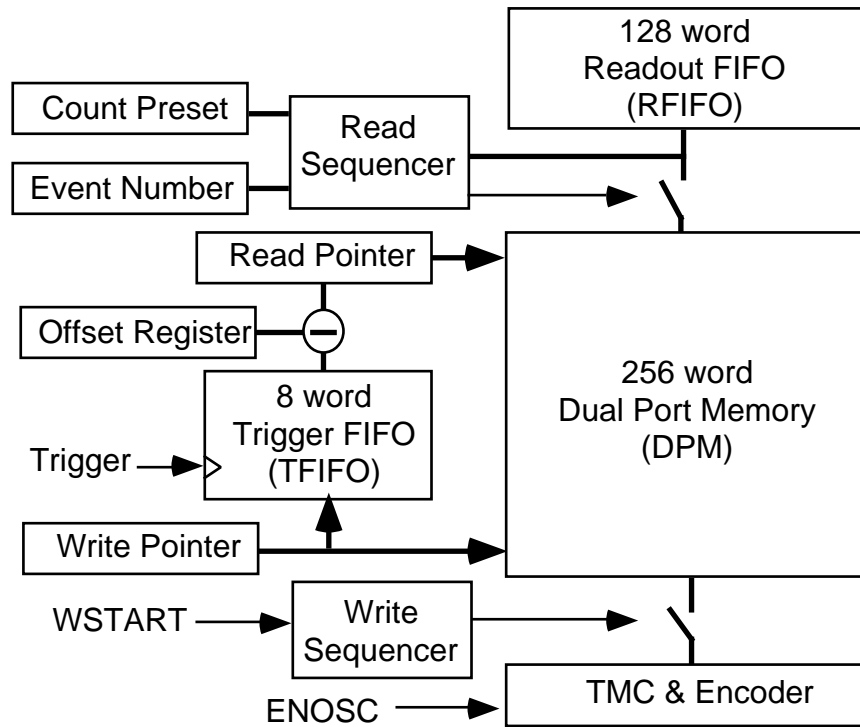 128 word
Readout FIFO
(RFIFO)
Count Preset
Read
Sequencer
Event Number
Read Pointer
Offset Register
8 word
Trigger FIFO
(TFIFO)
256 word
Dual Port Memory
(DPM)
Trigger
Write Pointer
WSTART
Write
Sequencer
TMC & Encoder
ENOSC